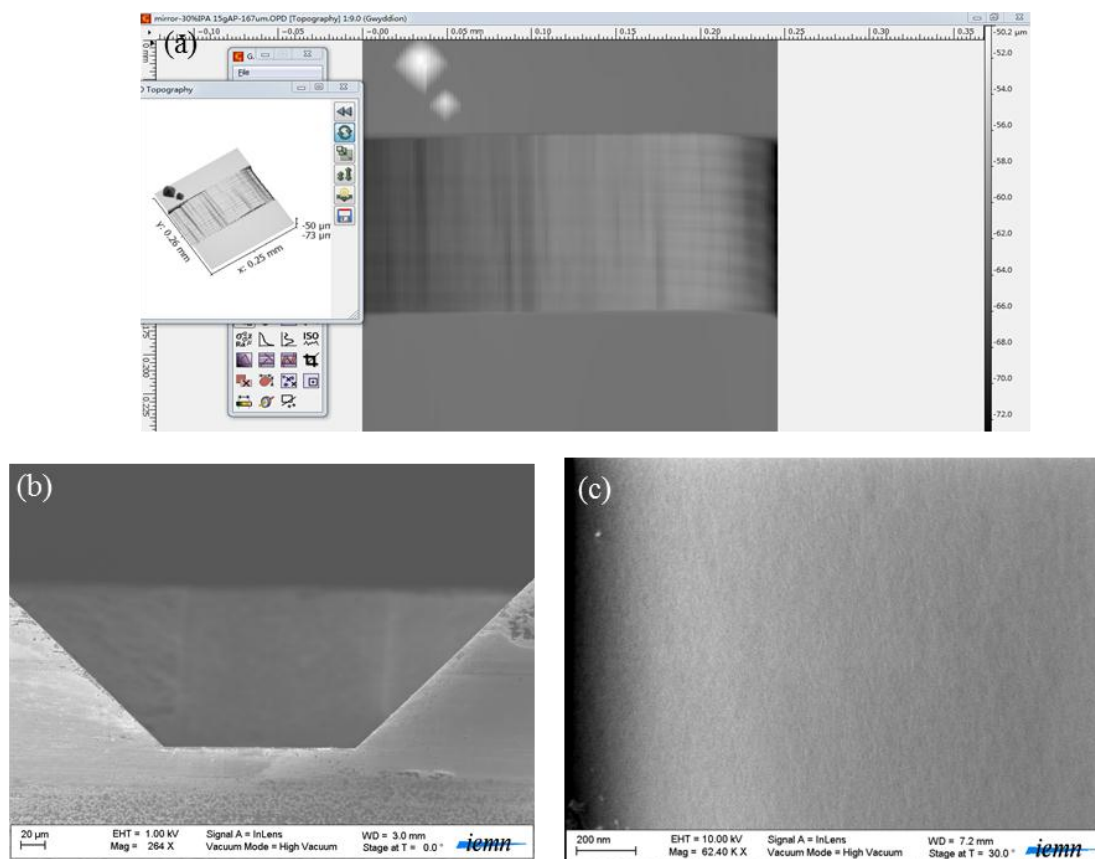 mirror-30%IPA 15gAP-167um.OPD [Topography] 1:9.0 (Gwyddion)
(a)
-0.10
-0.05
-0.00
0.05 mm
0.10
0.15
0.20
0.25
0.30
0.35
G.
File
D Topography
y: 0.26 mm
x: 0.25 mm
-50 µm
-73 µm
ISO
0.200
0.225
-50.2 µm
-54.0
-56.0
-58.0
-60.0
-62.0
-64.0
-66.0
-68.0
-70.0
-72.0
(b)
20 µm
EHT = 1.00 kV
Mag = 264 X
Signal A = InLens
Vacuum Mode = High Vacuum
WD = 3.0 mm
Stage at T = 0.0 °
iemn
(c)
200 nm
EHT = 10.00 kV
Mag = 62.40 K X
Signal A = InLens
Vacuum Mode = High Vacuum
WD = 7.2 mm
Stage at T = 30.0 °
iemn